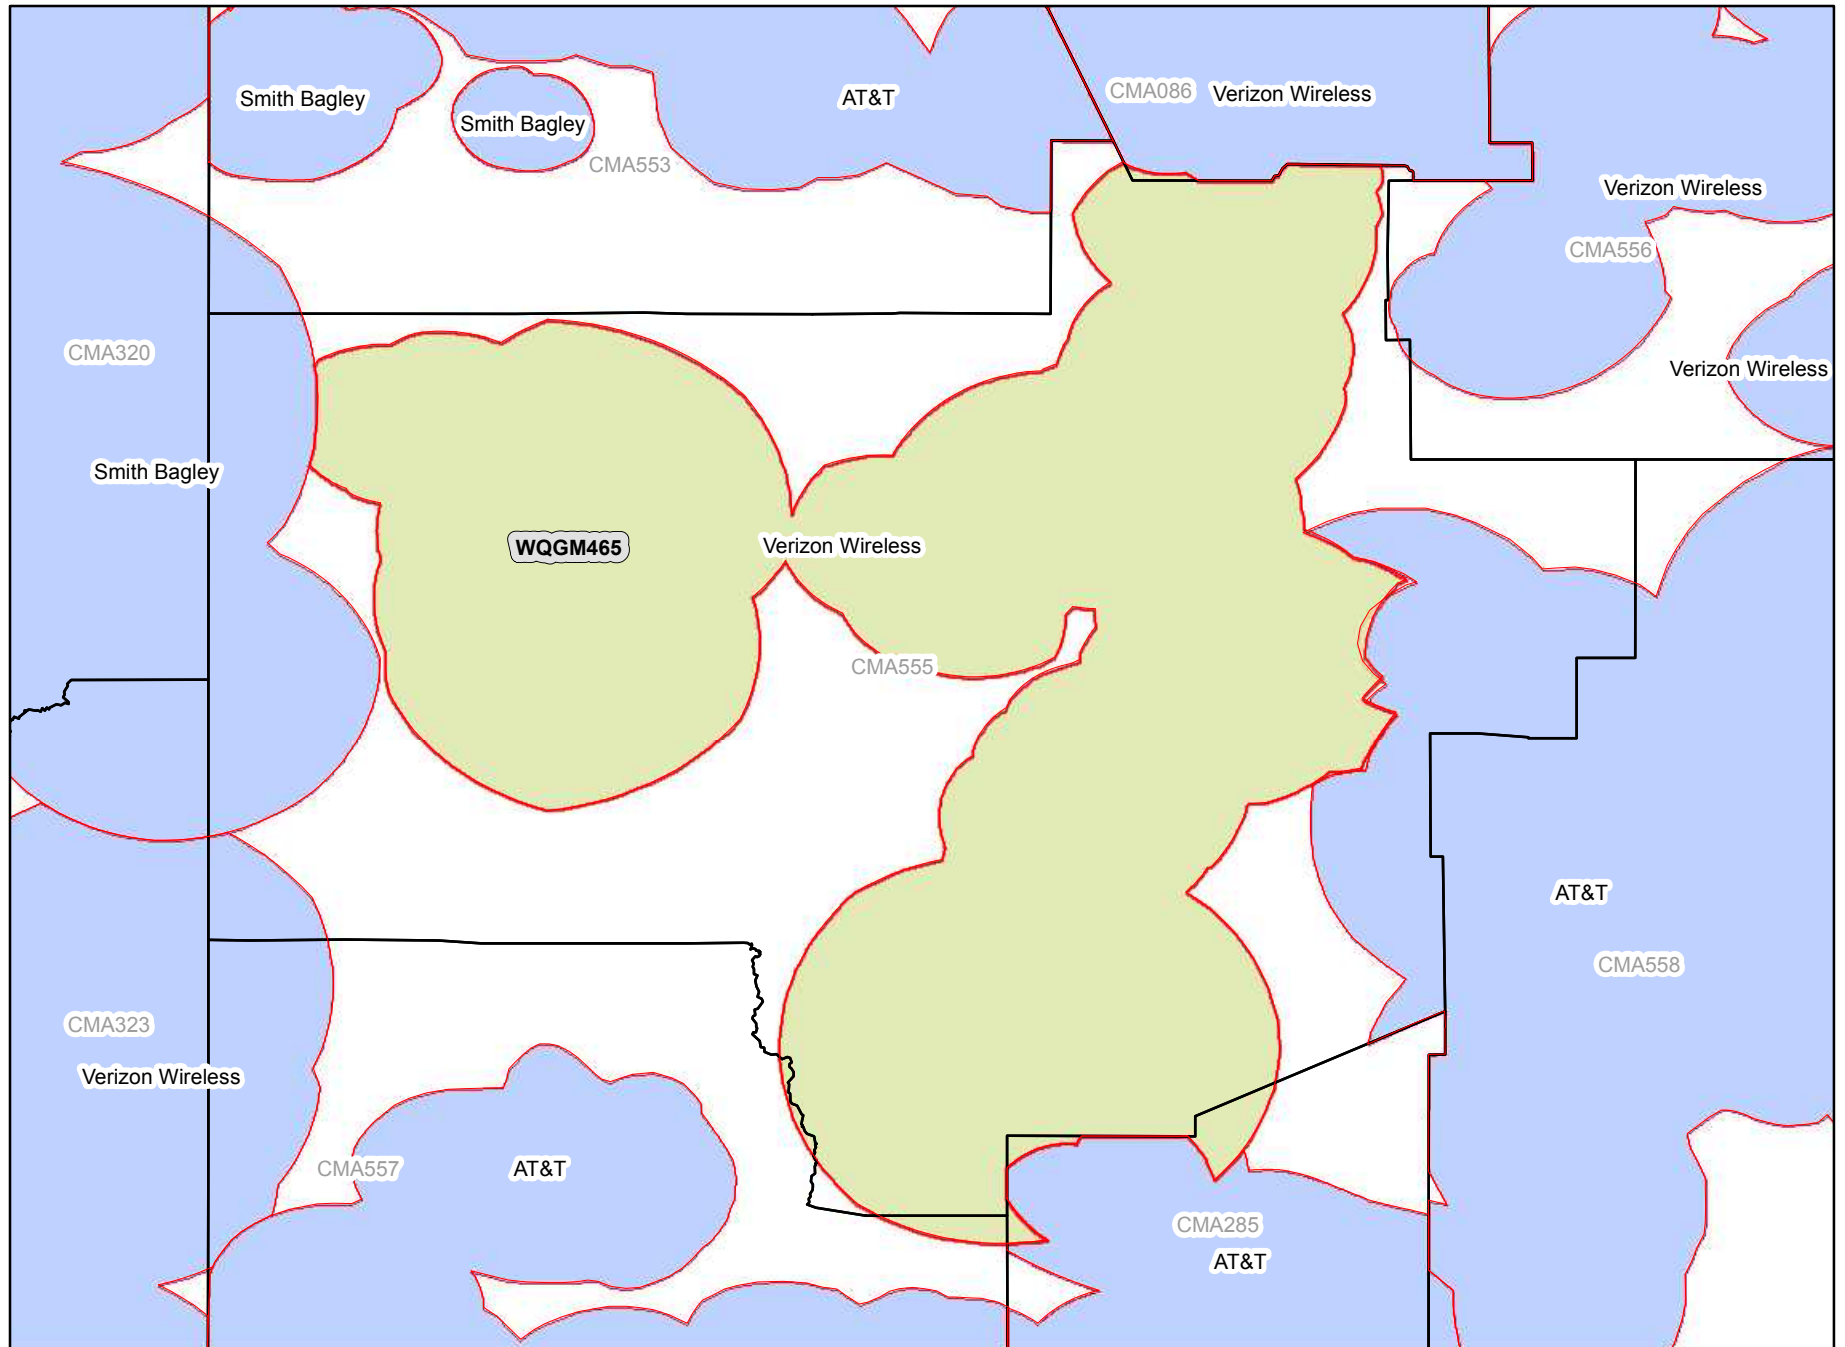 CMA086
Verizon Wireless
AT&T
Smith Bagley
Smith Bagley
CMA553
Verizon Wireless
CMA556
CMA320
Verizon Wireless
Smith Bagley
WQGM465
Verizon Wireless
CMA555
AT&T
CMA558
CMA323
Verizon Wireless
CMA557
AT&T
CMA285
AT&T